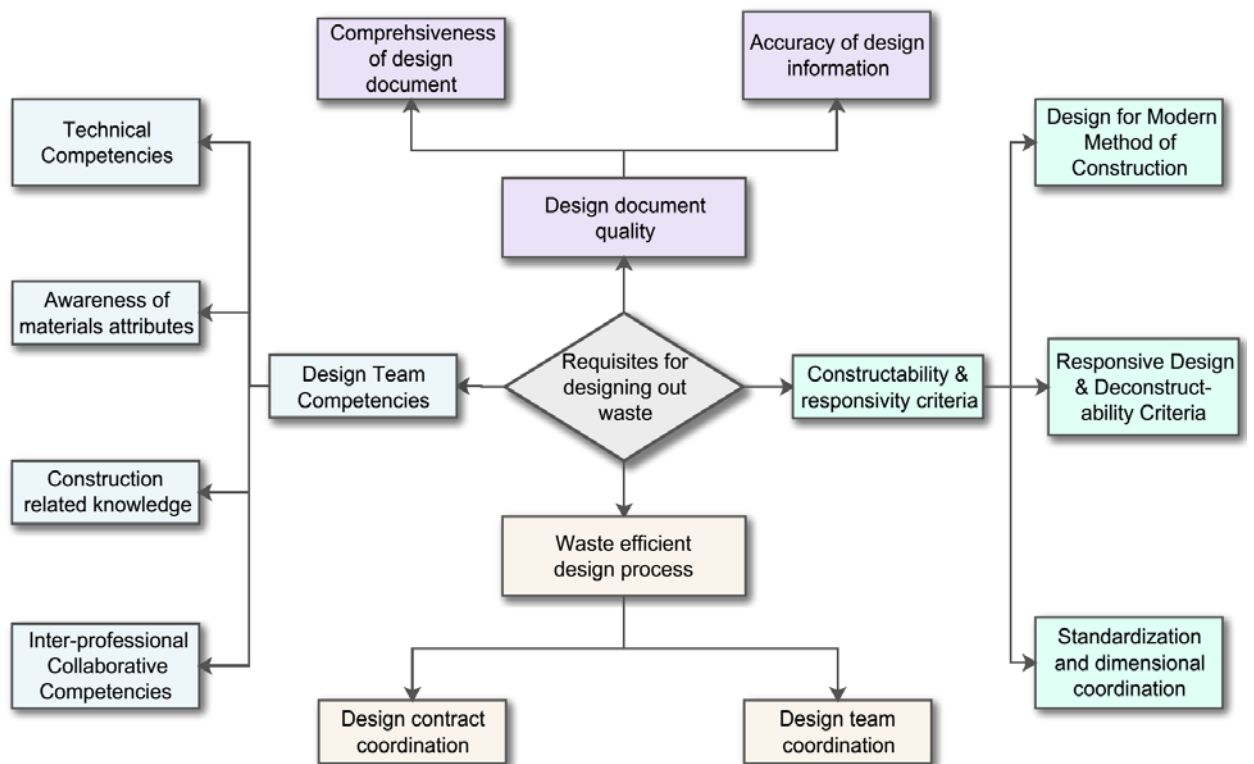 Comprehsiveness
of design
document
Accuracy of design
information
Technical
Competencies
Design for Modern
Method of
Construction
Design document
quality
Awareness of
materials attributes
Design Team
Competencies
Requisites for
designing out
waste
Constructability &
responsivity criteria
Responsive Design
& Deconstruct-
ability Criteria
Construction
related knowledge
Waste efficient
design process
Inter-professional
Collaborative
Competencies
Standardization
and dimensional
coordination
Design contract
coordination
Design team
coordination